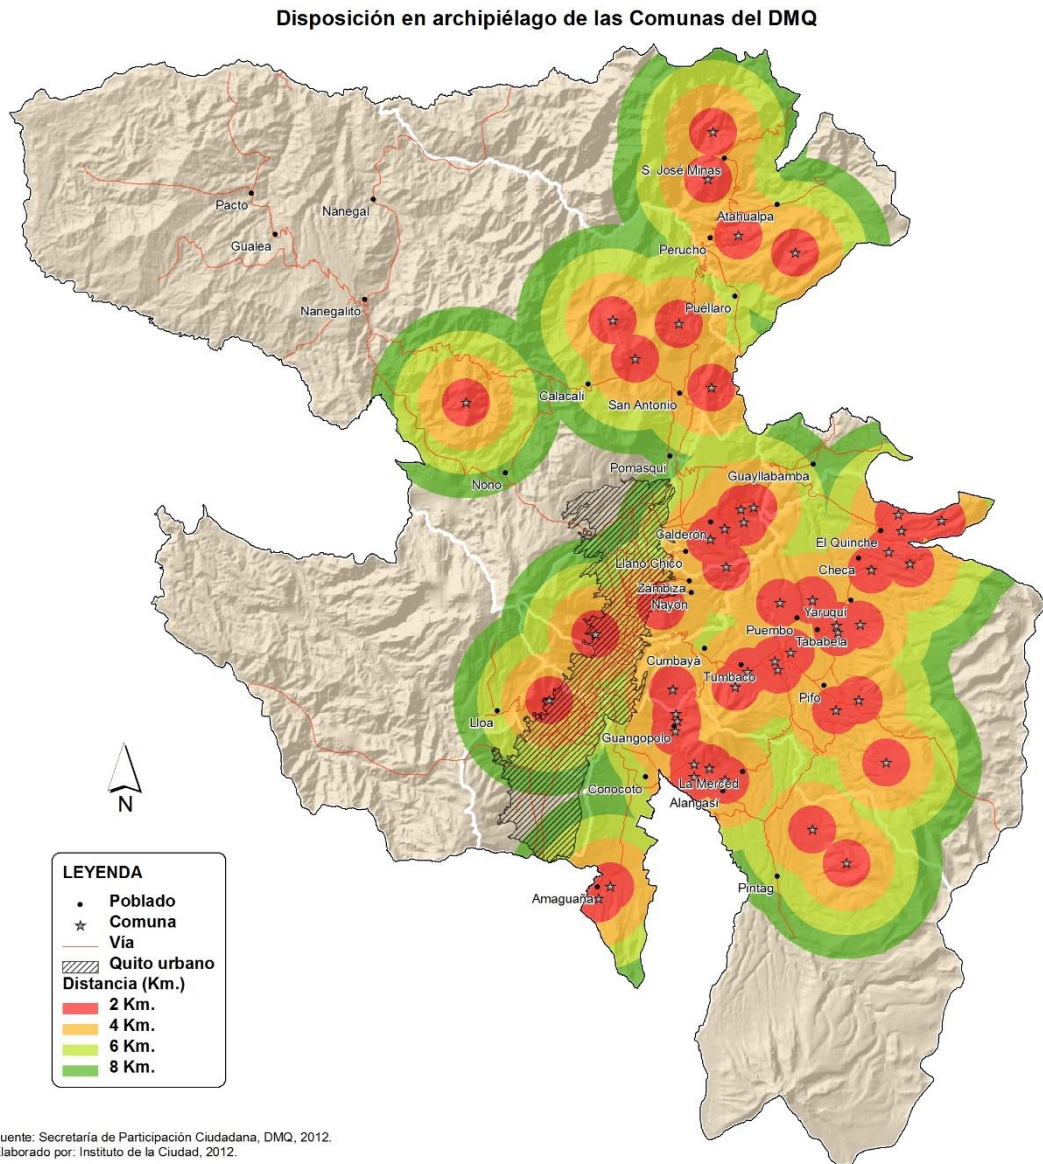 Disposición en archipiélago de las Comunas del DMQ
S. José Minas
Pacto
Nanegal
Atahualpa
Gualea
Perucho
Nanegalito
Puéllaro
Calacalí
San Antonio
Pomasqui
Guayllabamba
Nono
Calderón
El Quinche
Llano Chico
Checa
Zambiza
Nayón
Yaruquí
Puembo
Tababela
Cumbayá
Tumbaco
Pifo
Lloa
Guangopolo
Conocoto
La Merced
Alangasí
Pintag
Amaguaña
N
LEYENDA
Poblado
Comuna
Vía
Quito urbano
Distancia (Km.)
2 Km.
4 Km.
6 Km.
8 Km.
uente: Secretaría de Participación Ciudadana, DMQ, 2012.
laborado por: Instituto de la Ciudad, 2012.